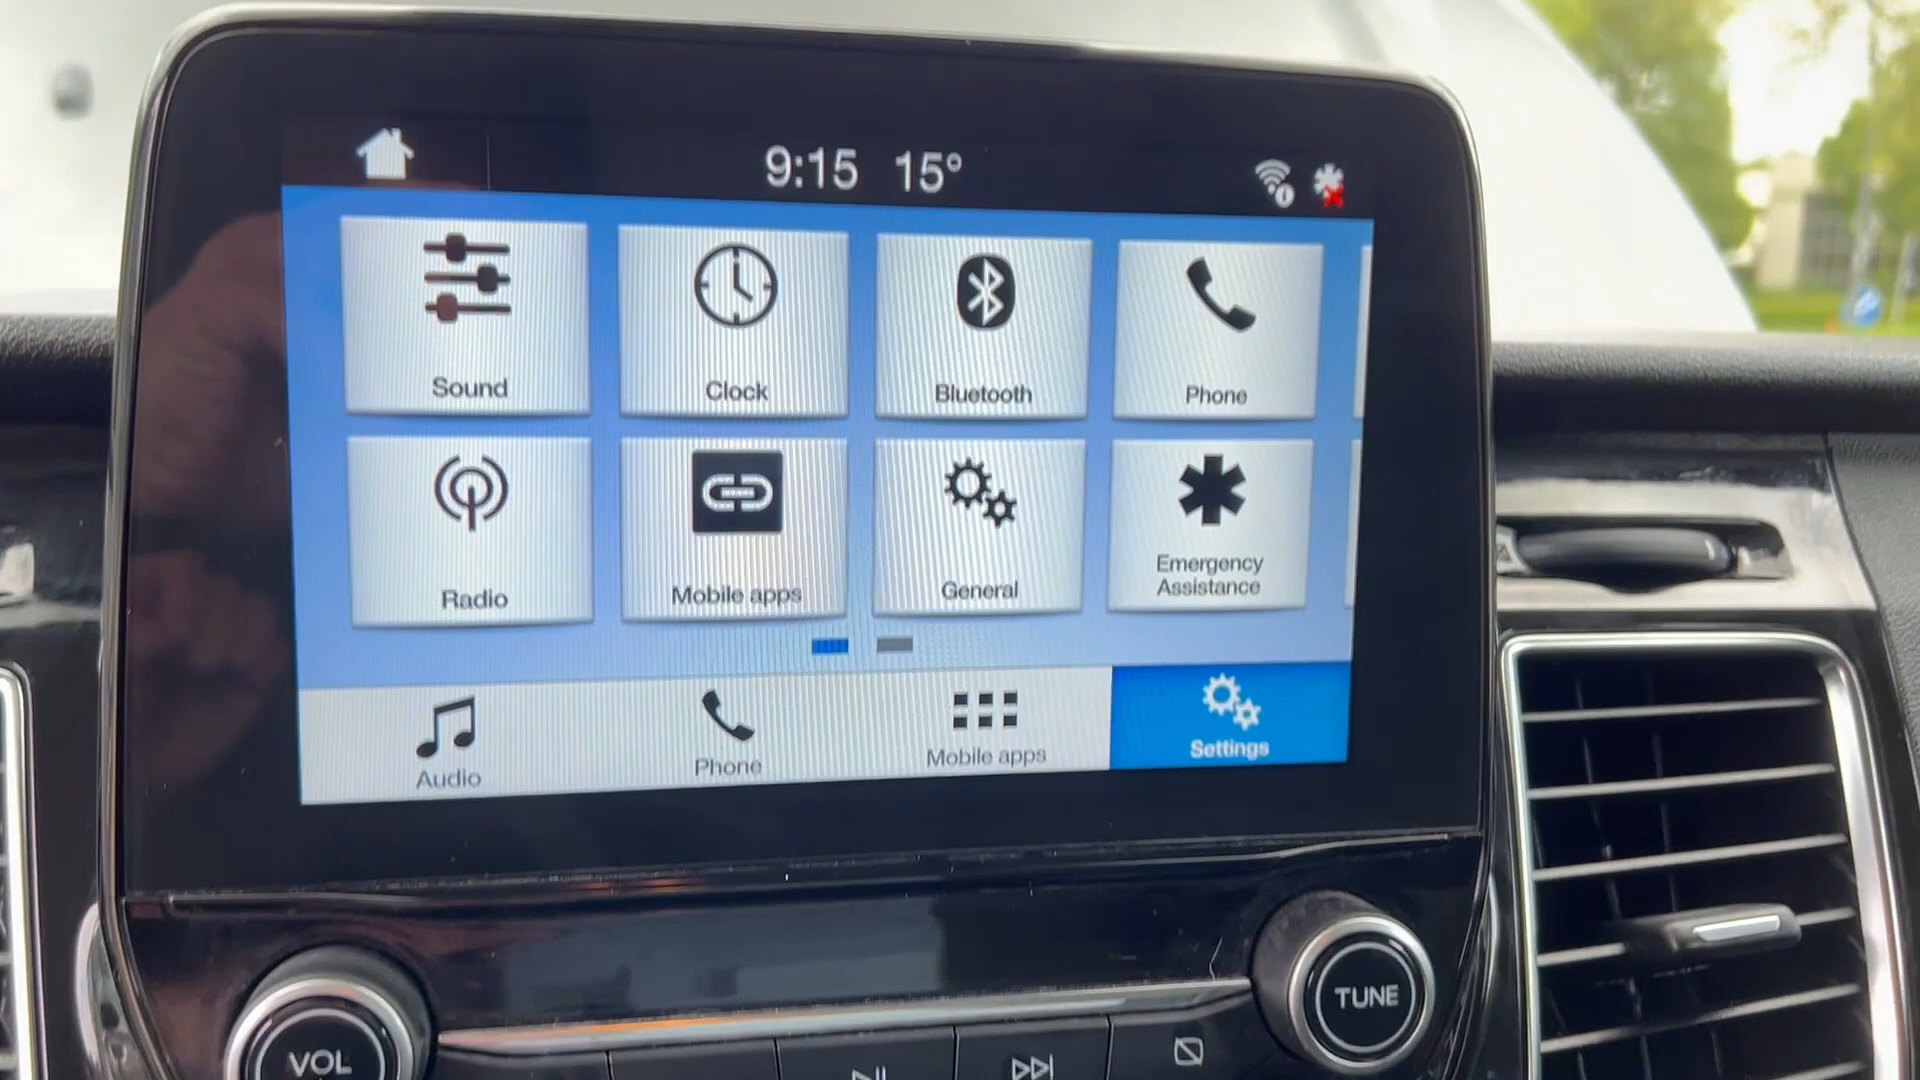 9:15 15°
Sound
Clock
Bluetooth
Phone
Radio
Mobile apps
General
Emergency
Assistance
Audio
Phone
Mobile apps
Settings
VOL
TUNE